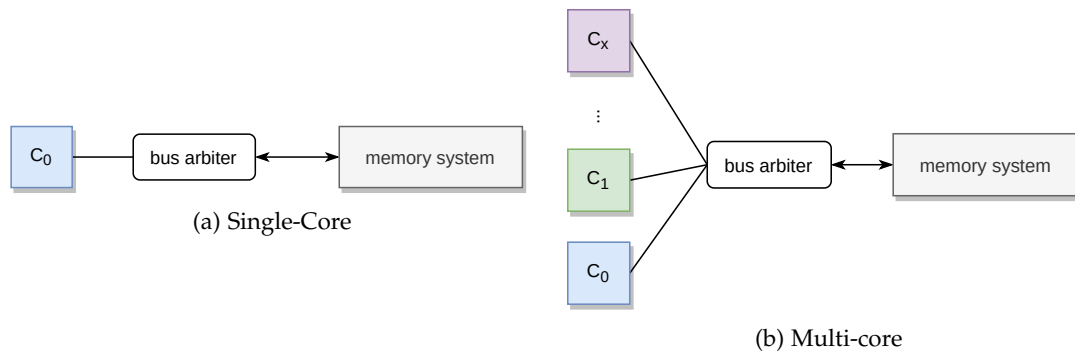 C₀
bus arbiter
memory system
(a) Single-Core
Cₓ
...
C₁
C₀
bus arbiter
memory system
(b) Multi-core